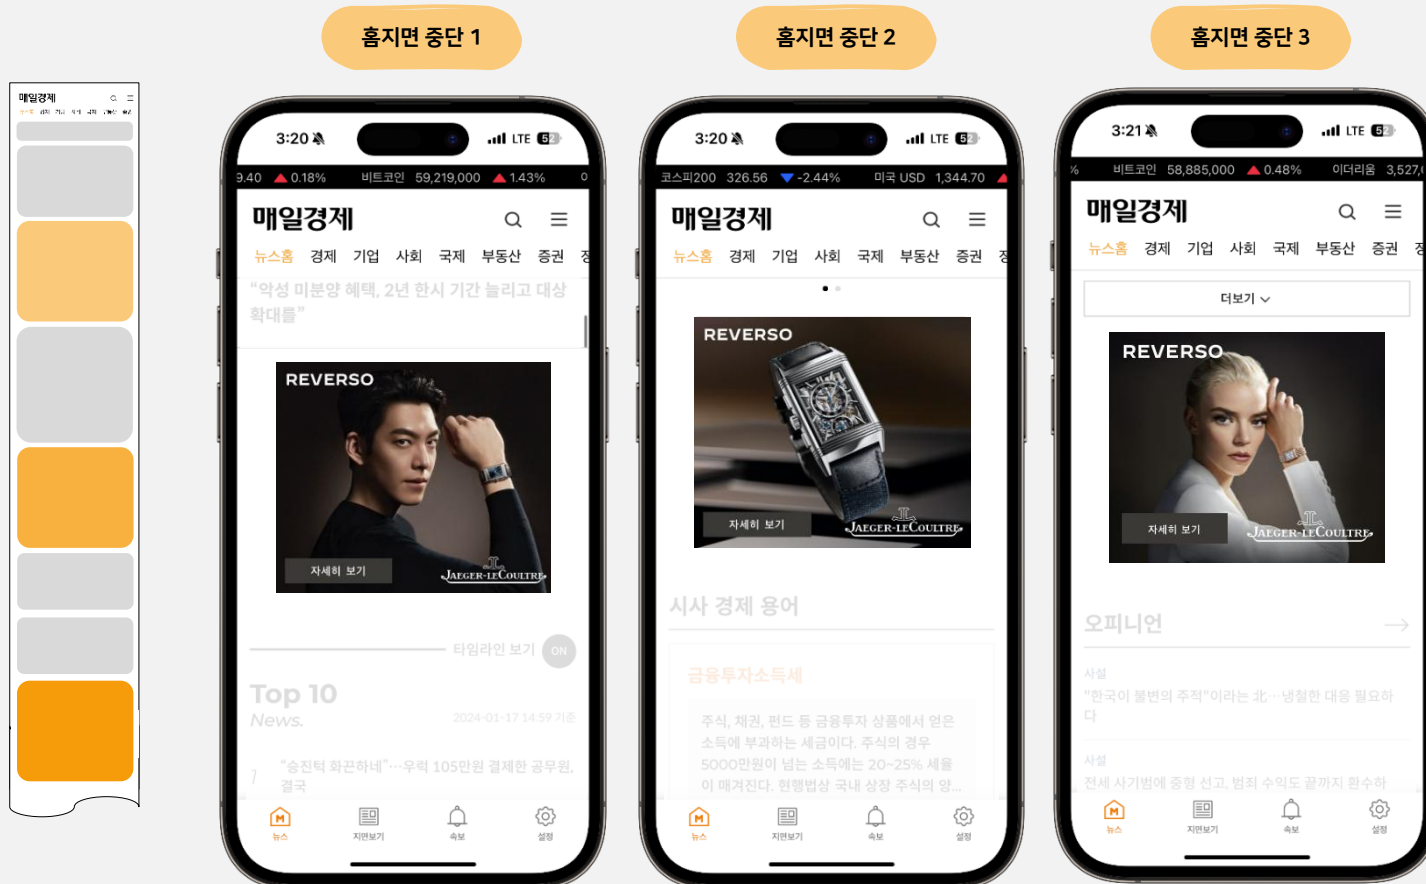 홈지면 중단 1
홈지면 중단 2
홈지면 중단 3
매일경제
3:20
LTE 52
9.40 ▲ 0.18% 비트코인 59,219,000 ▲ 1.43%
매일경제
뉴스홈 경제 기업 사회 국제 부동산 증권
“악성 미분양 혜택, 2년 한시 기간 늘리고 대상
확대를”
REVERSO
자세히 보기
JAEGER-LECOULTRE
타임라인 보기 ON
Top 10
News.
2024-01-17 14:59 기준
1 “승진턱 화끈하네”…우럭 105만원 결제한 공무원,
결국
뉴스 지면보기 속보 설정
3:20
LTE 52
코스피200 326.56 ▼ -2.44% 미국 USD 1,344.70
매일경제
뉴스홈 경제 기업 사회 국제 부동산 증권
REVERSO
자세히 보기
JAEGER-LECOULTRE
시사 경제 용어
금융투자소득세
주식, 채권, 펀드 등 금융투자 상품에서 얻은
소득에 부과하는 세금이다. 주식의 경우
5000만원이 넘는 소득에는 20~25% 세율
이 매겨진다. 현행법상 국내 상장 주식의 양...
뉴스 지면보기 속보 설정
3:21
LTE 52
% 비트코인 58,885,000 ▲ 0.48% 이더리움 3,527,
매일경제
뉴스홈 경제 기업 사회 국제 부동산 증권
더보기
REVERSO
자세히 보기
JAEGER-LECOULTRE
오피니언
사설
"한국이 불변의 주적"이라는 北…냉철한 대응 필요하
다
사설
전세 사기범에 중형 선고, 범죄 수익도 끝까지 환수하
뉴스 지면보기 속보 설정